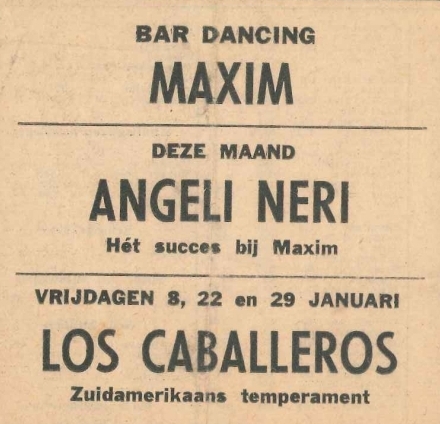 BAR DANCING
MAXIM
DEZE MAAND
ANGELI NERI
Hét succes bij Maxim
VRIJDAGEN 8, 22 en 29 JANUARI
LOS CABALLEROS
Zuidamerikaans temperament